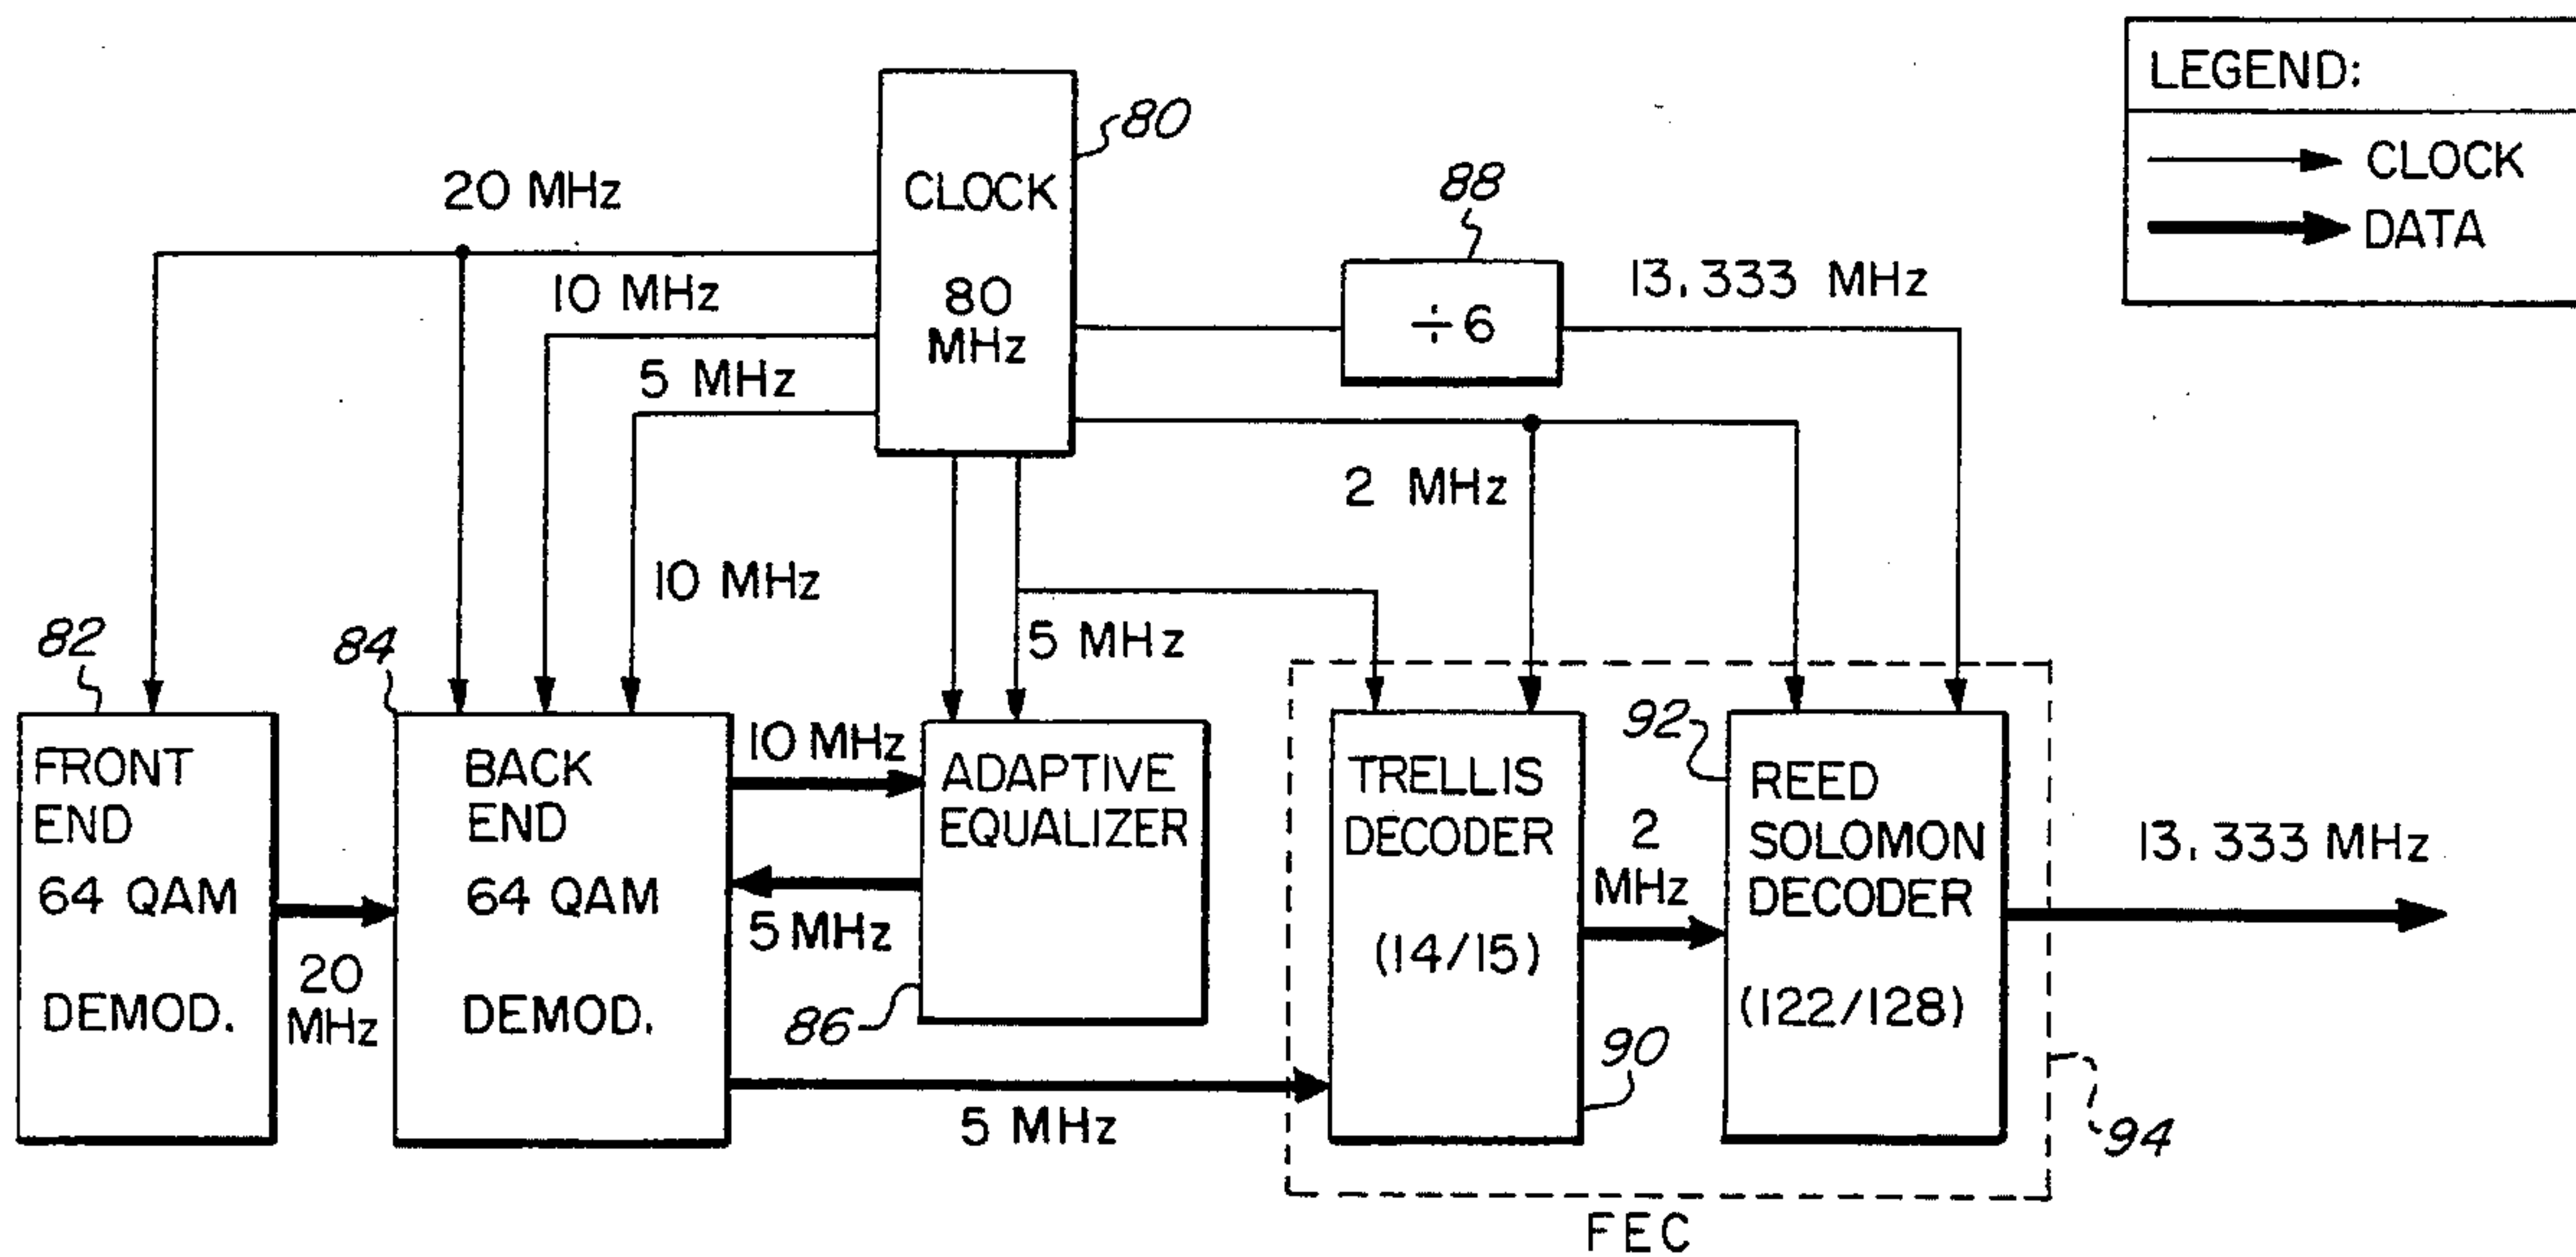 LEGEND:
CLOCK
DATA
80
CLOCK
80
MHz
20 MHz
10 MHz
5 MHz
88
÷6
13.333 MHz
2 MHz
10 MHz
5 MHz
82
FRONT
END
64 QAM
DEMOD.
20
MHz
84
BACK
END
64 QAM
DEMOD.
10 MHz
5 MHz
ADAPTIVE
EQUALIZER
86
5 MHz
TRELLIS
DECODER
(14/15)
90
2
MHz
92
REED
SOLOMON
DECODER
(122/128)
13.333 MHz
94
FEC